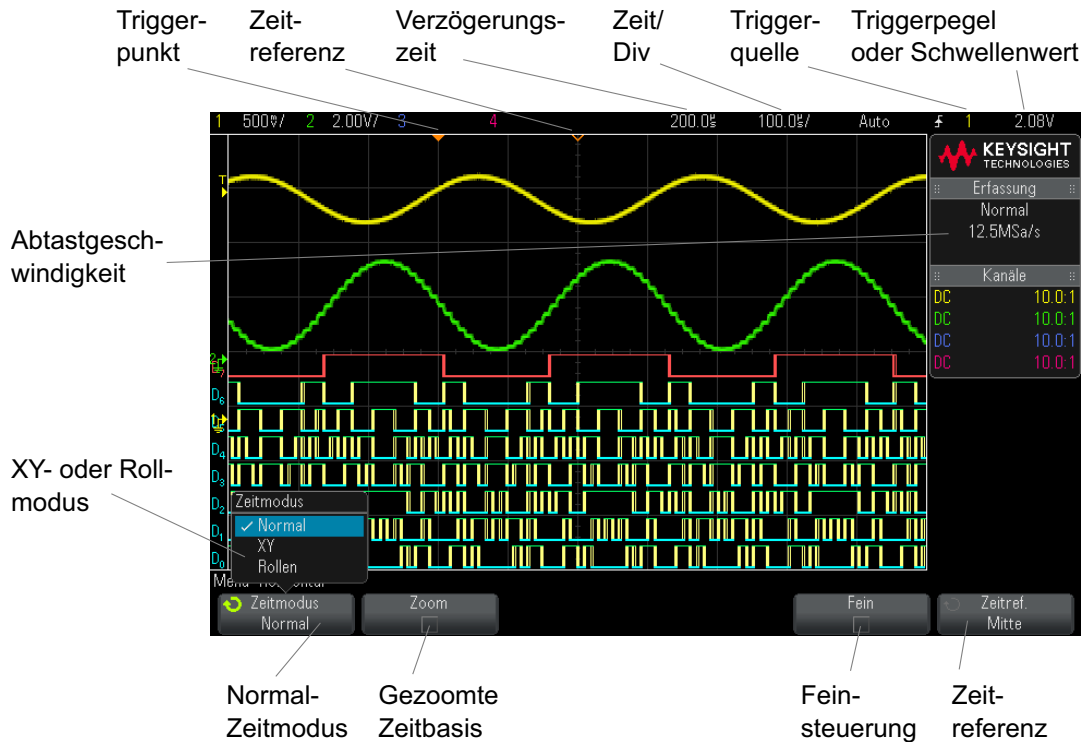 Trigger-
punkt
Zeit-
referenz
Verzögerungs-
zeit
Zeit/
Div
Trigger-
quelle
Triggerpegel
oder Schwellenwert
1 500mV/ 2 2.00V/ 3 4 200.0s 100.0s/ Auto 1 2.08V
KEYSIGHT
TECHNOLOGIES
Erfassung
Normal
12.5MSa/s
Kanäle
DC 10.0:1
DC 10.0:1
DC 10.0:1
DC 10.0:1
Abtastgesch-
windigkeit
T
D6
D4
D3
D2
D1
D0
XY- oder Roll-
modus
Zeitmodus
✓ Normal
XY
Rollen
Zeitmodus
Normal
Zoom
Fein
Zeitref.
Mitte
Normal-
Zeitmodus
Gezoomte
Zeitbasis
Fein-
steuerung
Zeit-
referenz